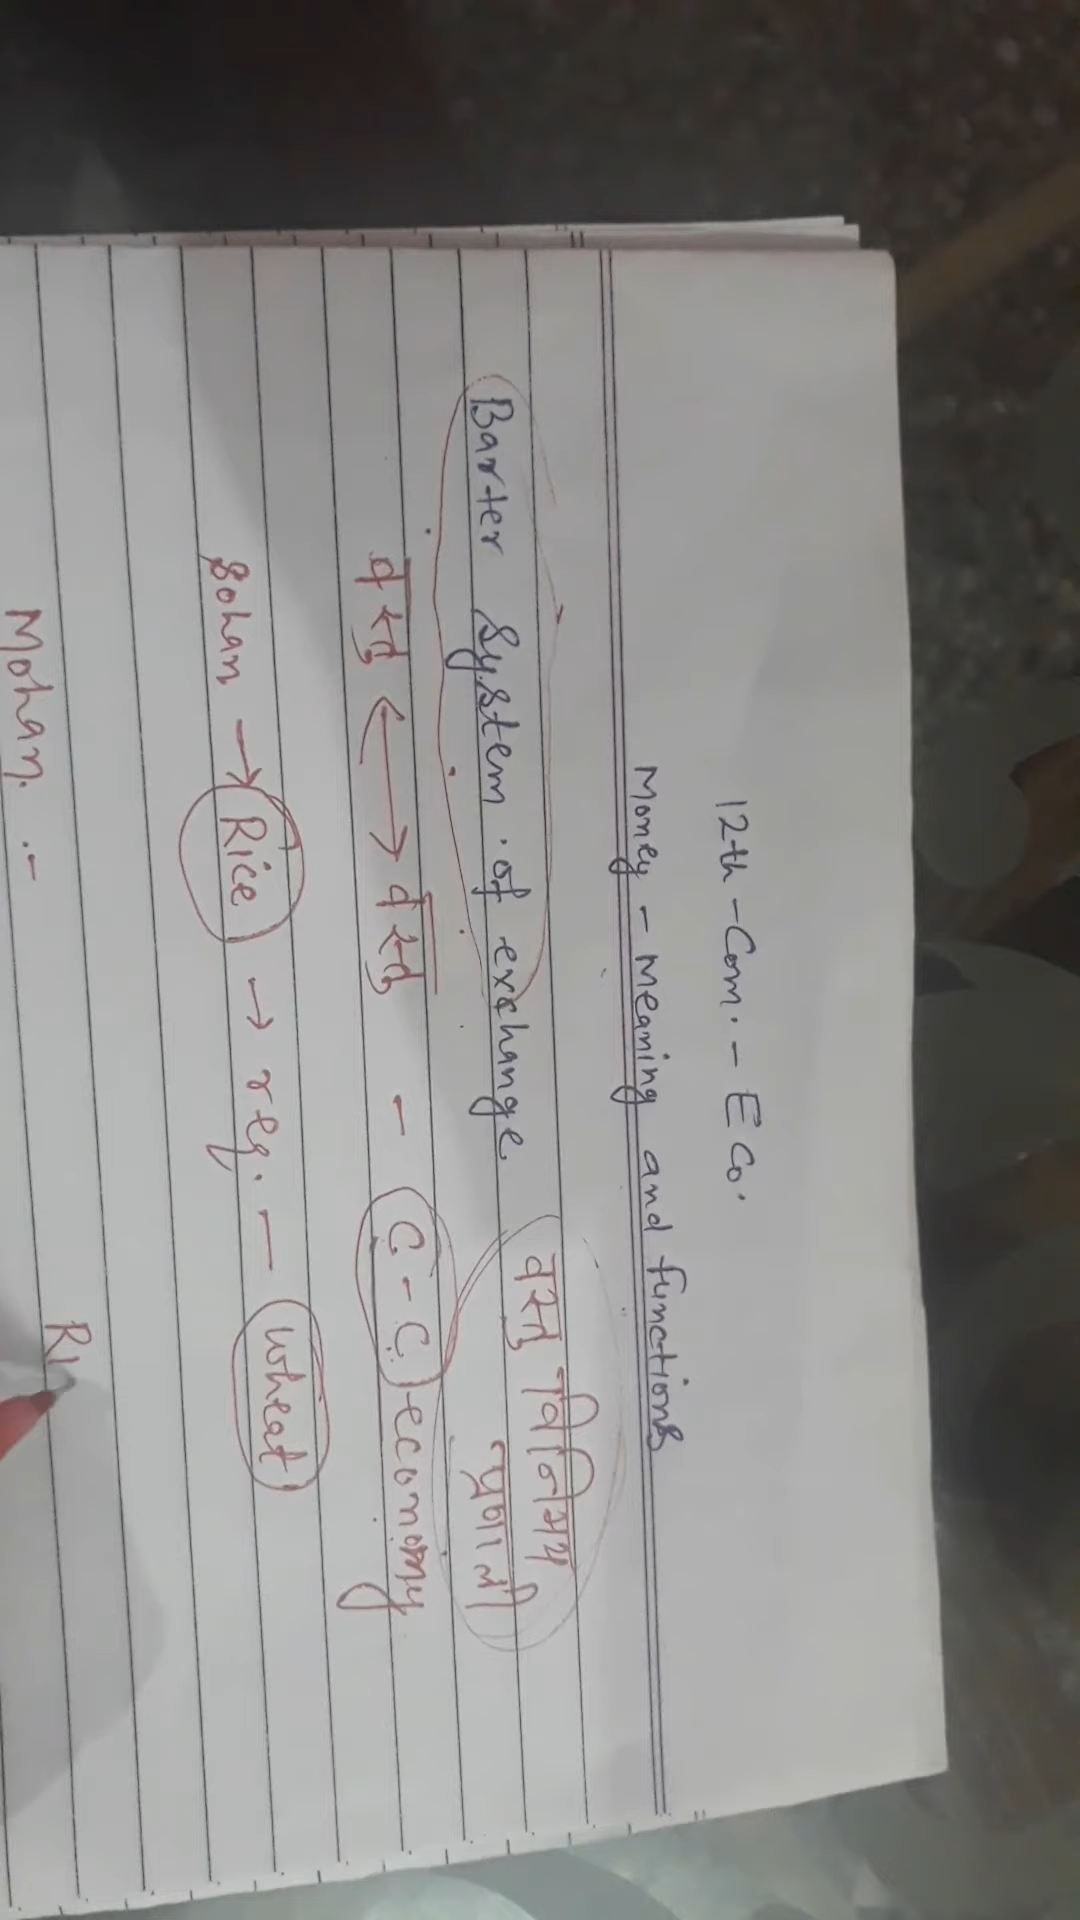 12th - Com. - Eco.
Money - Meaning and functions
Barter System of exchange वस्तु विनिमय
प्रणाली
वस्तु ⟷ वस्तु - C - C economy
Sohan → Rice → req. - Wheat
Mohan. :- Ri